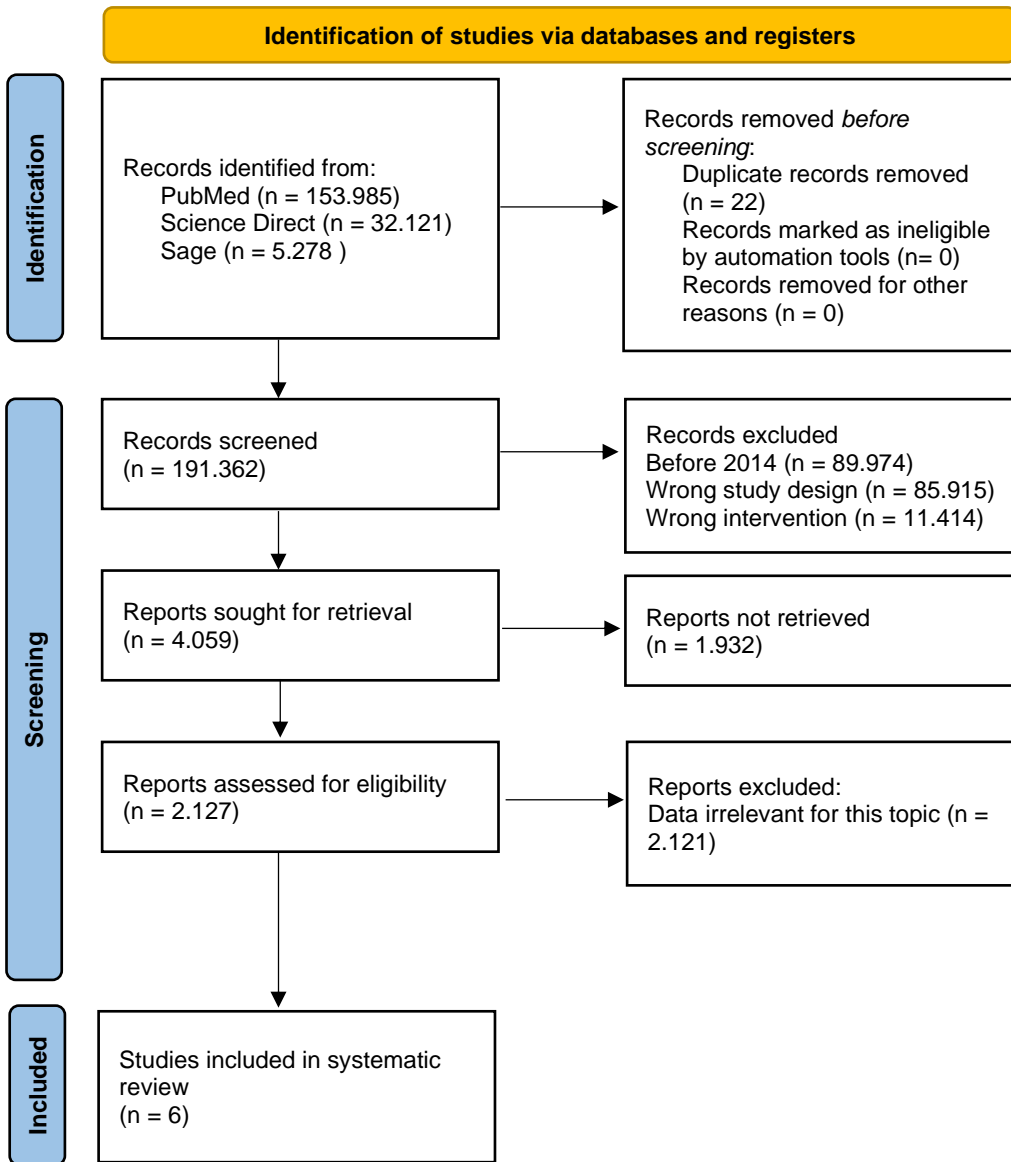 Identification of studies via databases and registers
Identification
Records identified from:
PubMed (n = 153.985)
Science Direct (n = 32.121)
Sage (n = 5.278 )
Records removed before
screening:
Duplicate records removed
(n = 22)
Records marked as ineligible
by automation tools (n= 0)
Records removed for other
reasons (n = 0)
Screening
Records screened
(n = 191.362)
Records excluded
Before 2014 (n = 89.974)
Wrong study design (n = 85.915)
Wrong intervention (n = 11.414)
Reports sought for retrieval
(n = 4.059)
Reports not retrieved
(n = 1.932)
Reports assessed for eligibility
(n = 2.127)
Reports excluded:
Data irrelevant for this topic (n =
2.121)
Included
Studies included in systematic
review
(n = 6)